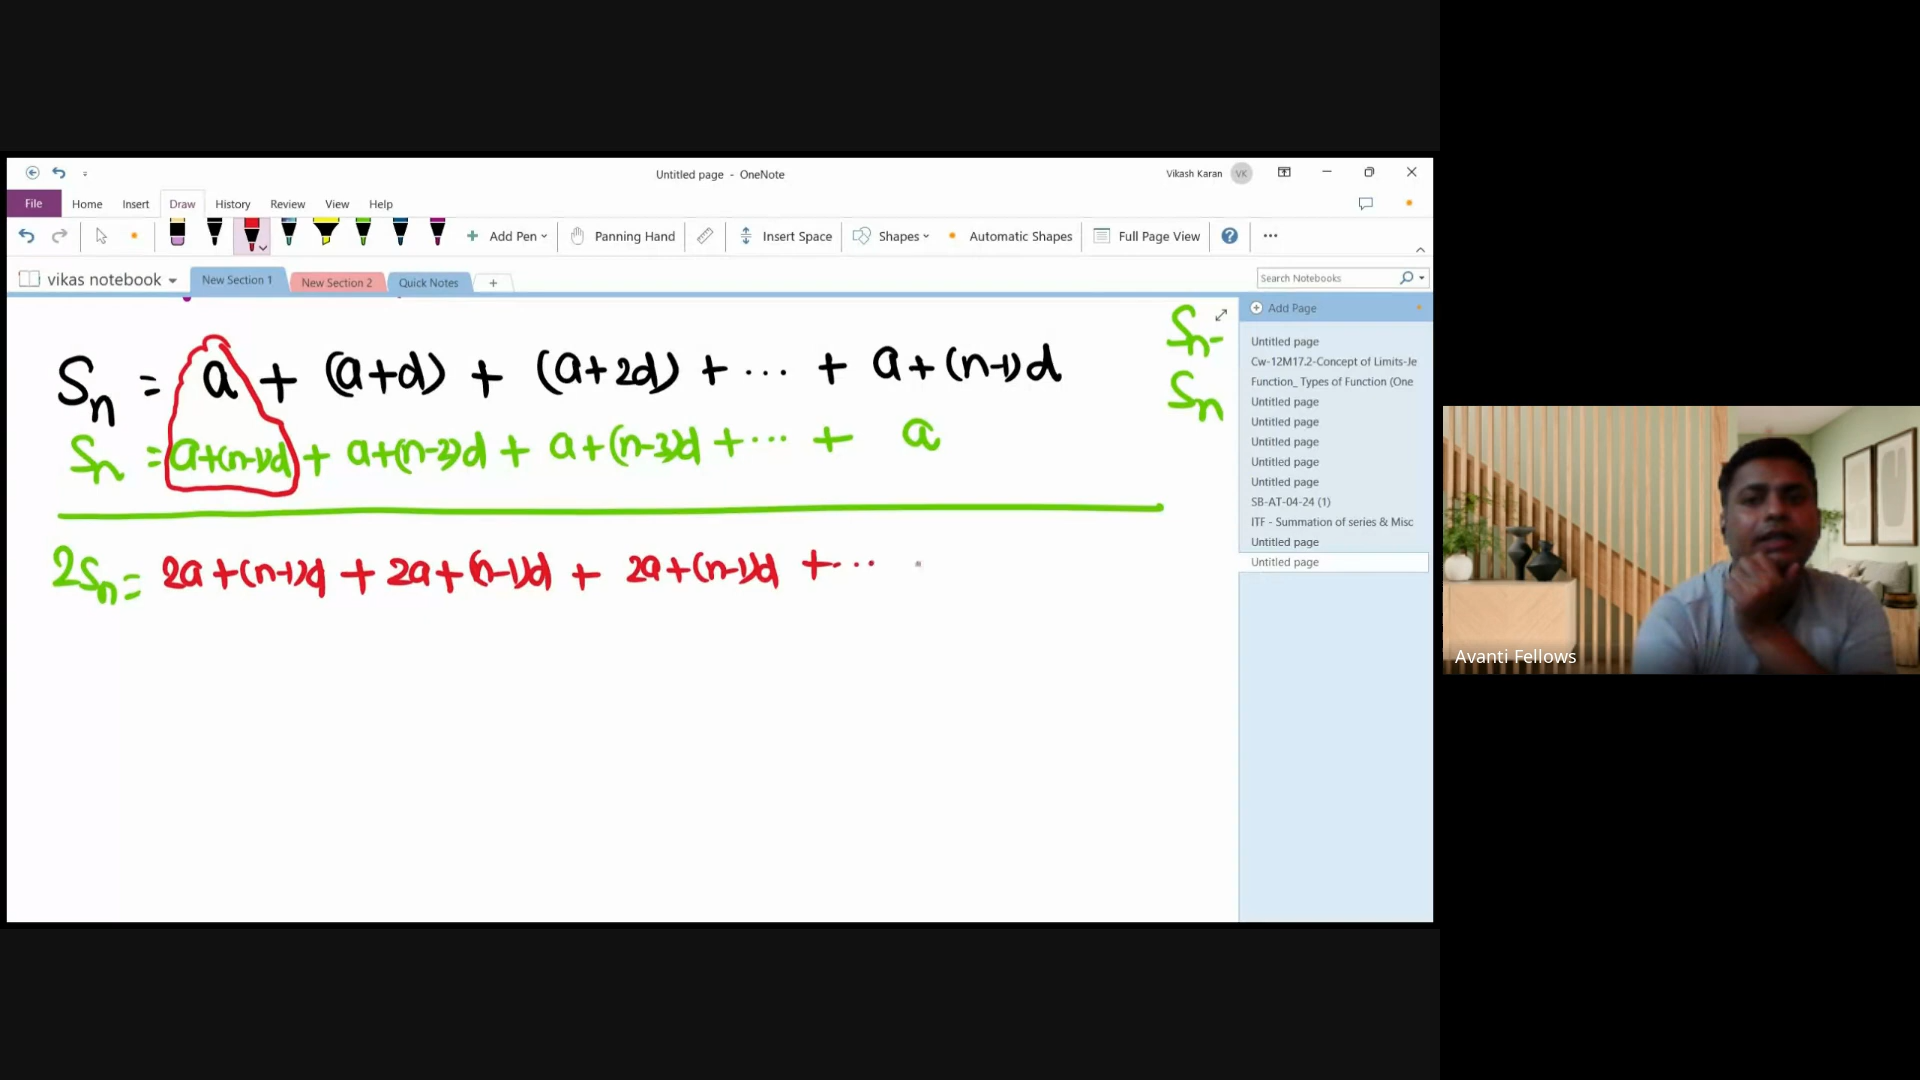 Untitled page - OneNote
Vikash Karan VK
File Home Insert Draw History Review View Help
Add Pen Panning Hand Insert Space Shapes Automatic Shapes Full Page View
vikas notebook New Section 1 New Section 2 Quick Notes + Search Notebooks
Sn = a + (a+d) + (a+2d) + ... + a+(n-1)d
Sn = a+(n-1)d + a+(n-2)d + a+(n-3)d + ... + a
2Sn = 2a+(n-1)d + 2a+(n-1)d + 2a+(n-1)d + ...
Sn-
Sn
Add Page
Untitled page
Cw-12M17.2-Concept of Limits-Je
Function_ Types of Function (One
Untitled page
Untitled page
Untitled page
Untitled page
Untitled page
SB-AT-04-24 (1)
ITF - Summation of series & Misc
Untitled page
Untitled page
Avanti Fellows